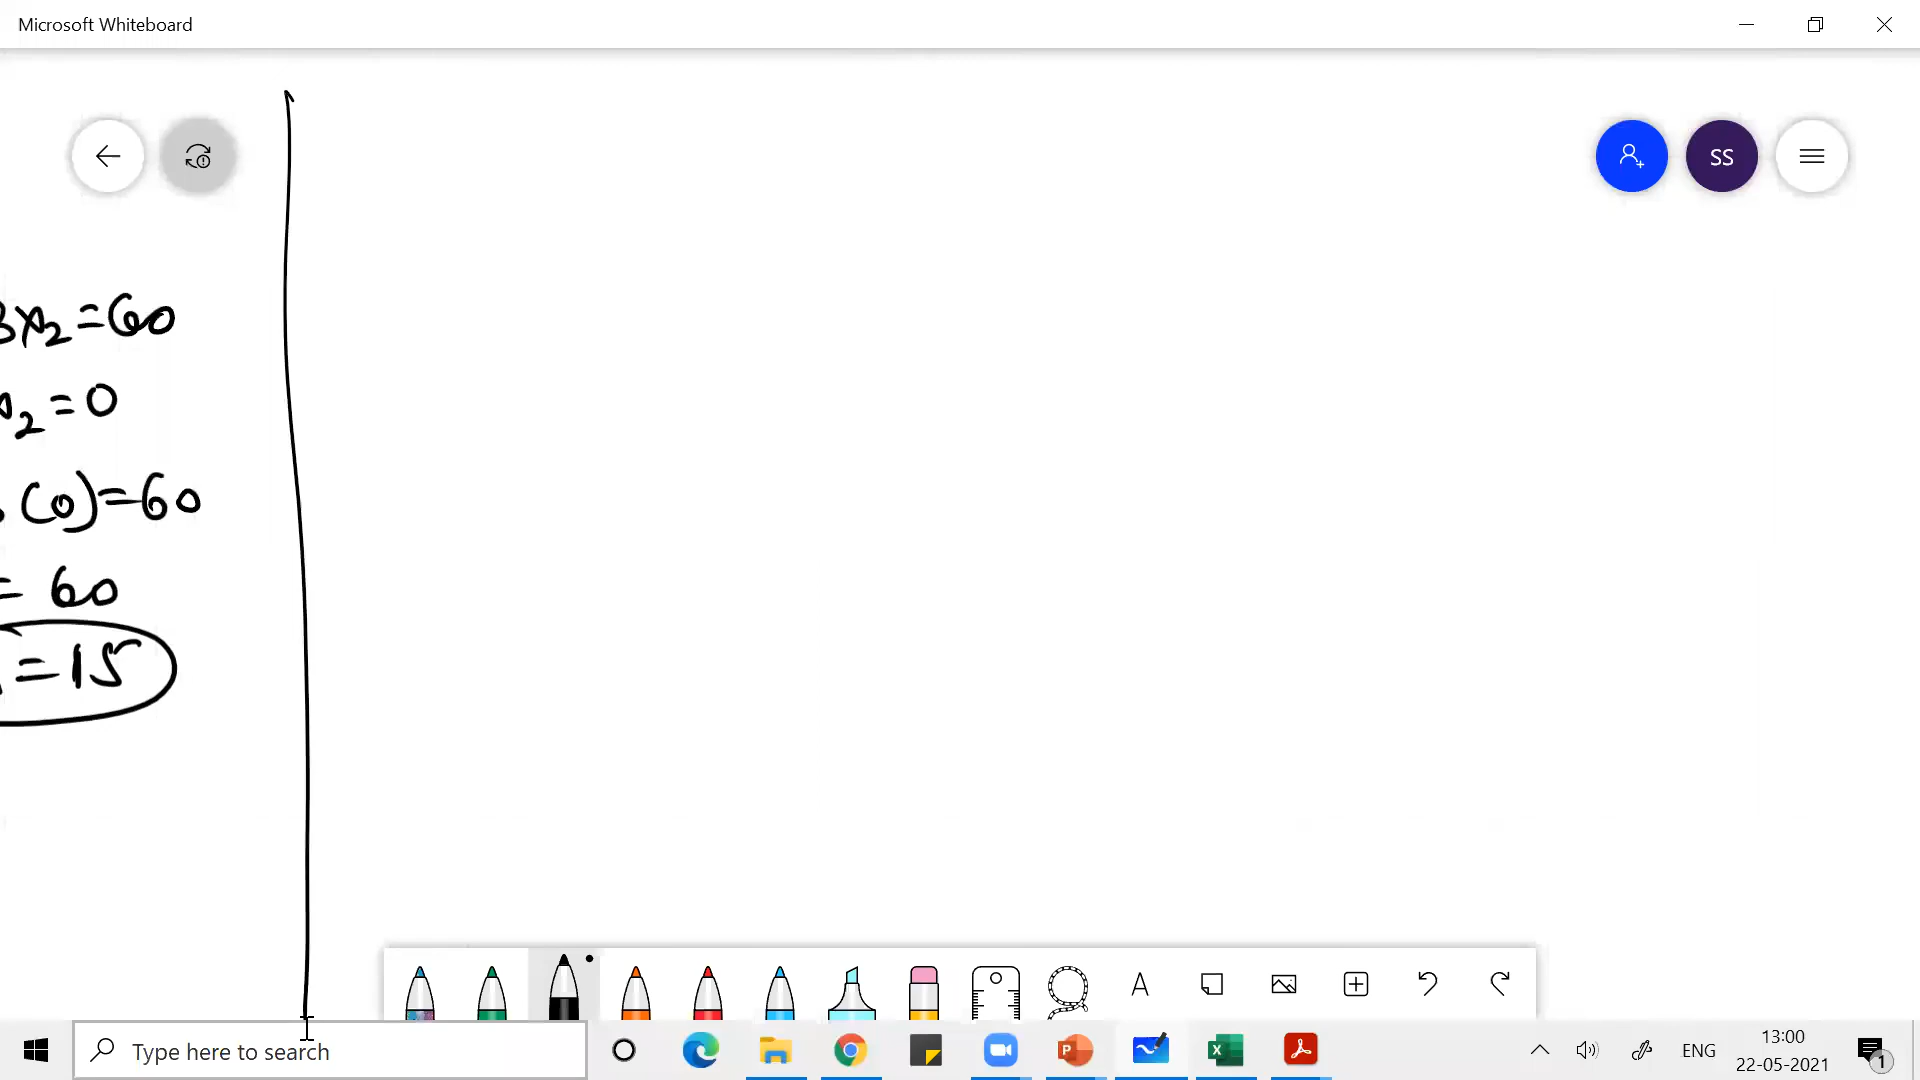 Microsoft Whiteboard
SS
3x₂ = 60
x₂ = 0
(0) = 60
= 60
= 15
A
Type here to search
ENG
13:00
22-05-2021
1